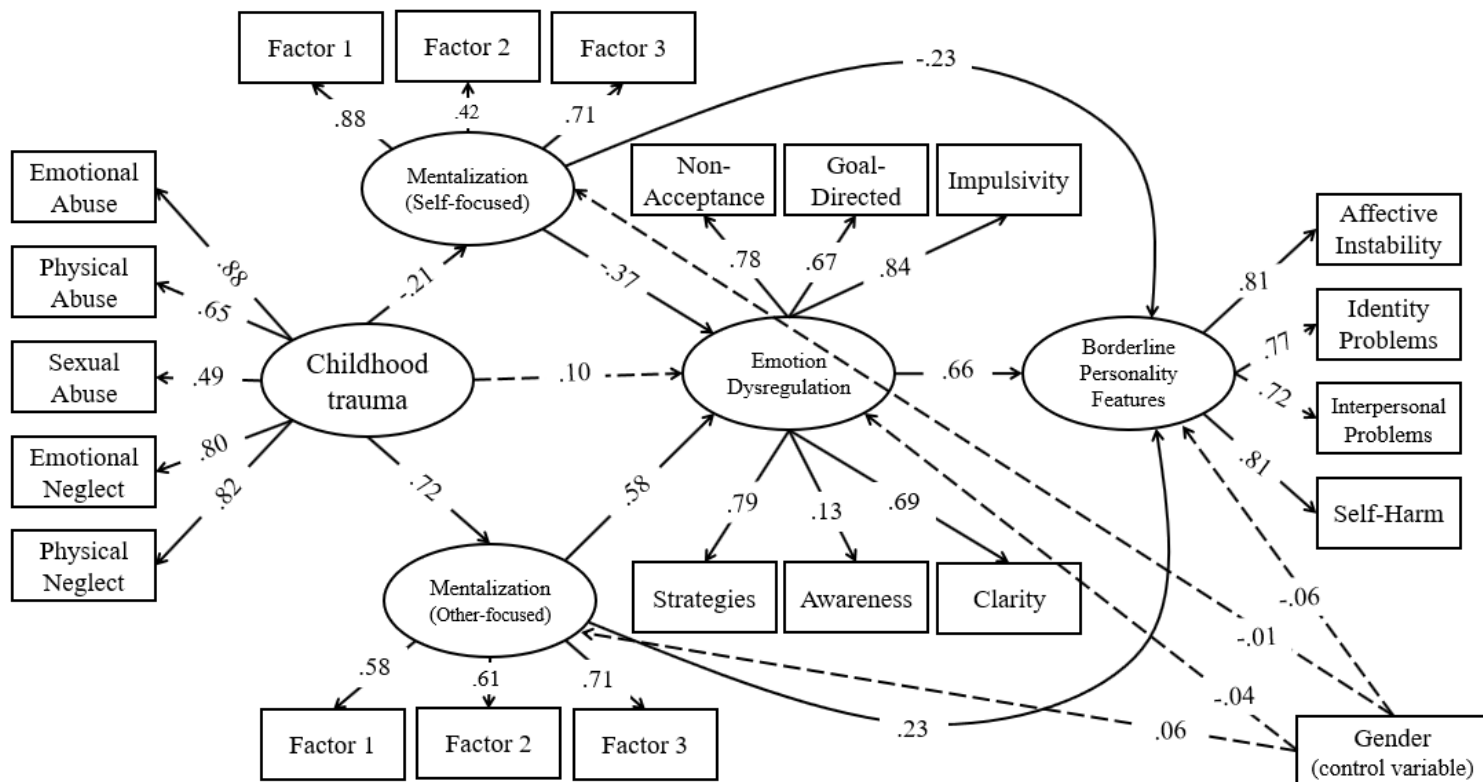 Factor 1
Factor 2
Factor 3
.88
.42
.71
-.23
Emotional
Abuse
Physical
Abuse
Sexual
Abuse
Emotional
Neglect
Physical
Neglect
.88
.65
.49
.80
.82
Mentalization
(Self-focused)
Non-
Acceptance
Goal-
Directed
Impulsivity
.78
.67
.84
-.21
-.37
Childhood
trauma
.10
Emotion
Dysregulation
.66
Borderline
Personality
Features
.81
.77
.72
.81
Affective
Instability
Identity
Problems
Interpersonal
Problems
Self-Harm
.72
.58
.79
.13
.69
Strategies
Awareness
Clarity
Mentalization
(Other-focused)
.58
.61
.71
Factor 1
Factor 2
Factor 3
.23
-.06
-.01
-.04
.06
Gender
(control variable)